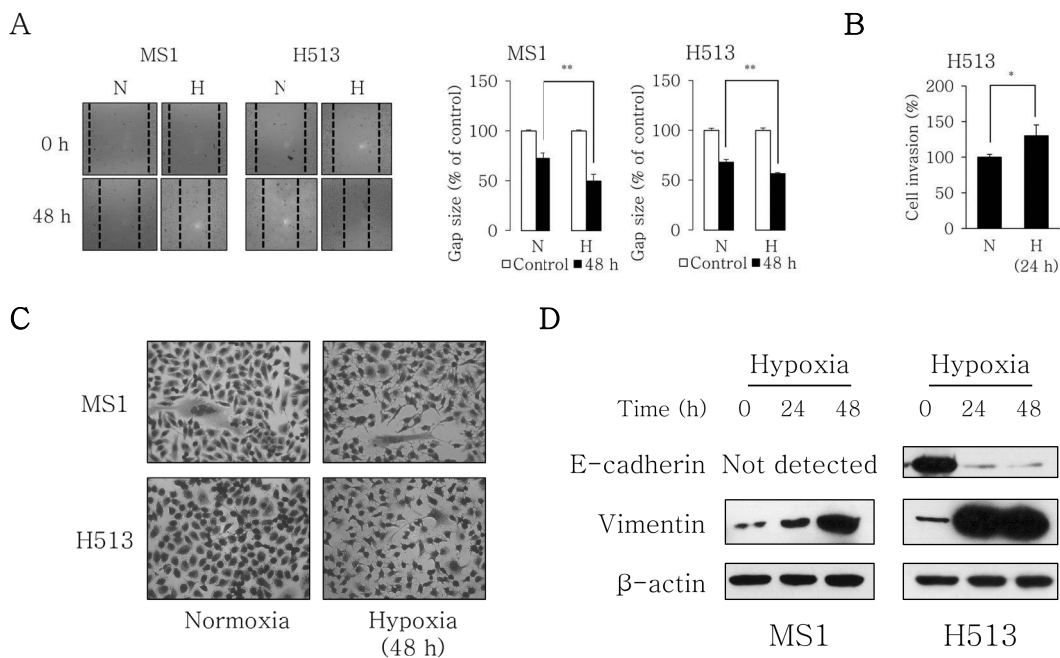 A
MS1
H513
N
H
N
H
0 h
48 h
MS1
Gap size (% of control)
150
100
50
0
**
N
H
Control
48 h
H513
Gap size (% of control)
150
100
50
0
**
N
H
Control
48 h
B
H513
Cell invasion (%)
200
150
100
50
0
*
N
H
(24 h)
C
MS1
H513
Normoxia
Hypoxia
(48 h)
D
Hypoxia
Hypoxia
Time (h)
0
24
48
0
24
48
E-cadherin
Not detected
Vimentin
β-actin
MS1
H513